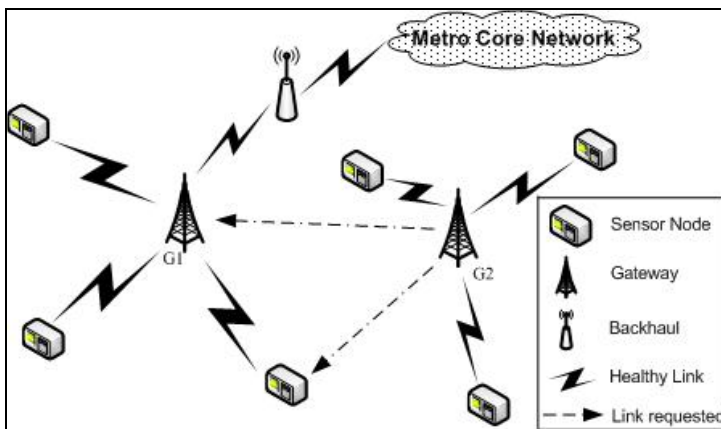 Metro Core Network
G1
G2
Sensor Node
Gateway
Backhaul
Healthy Link
Link requested